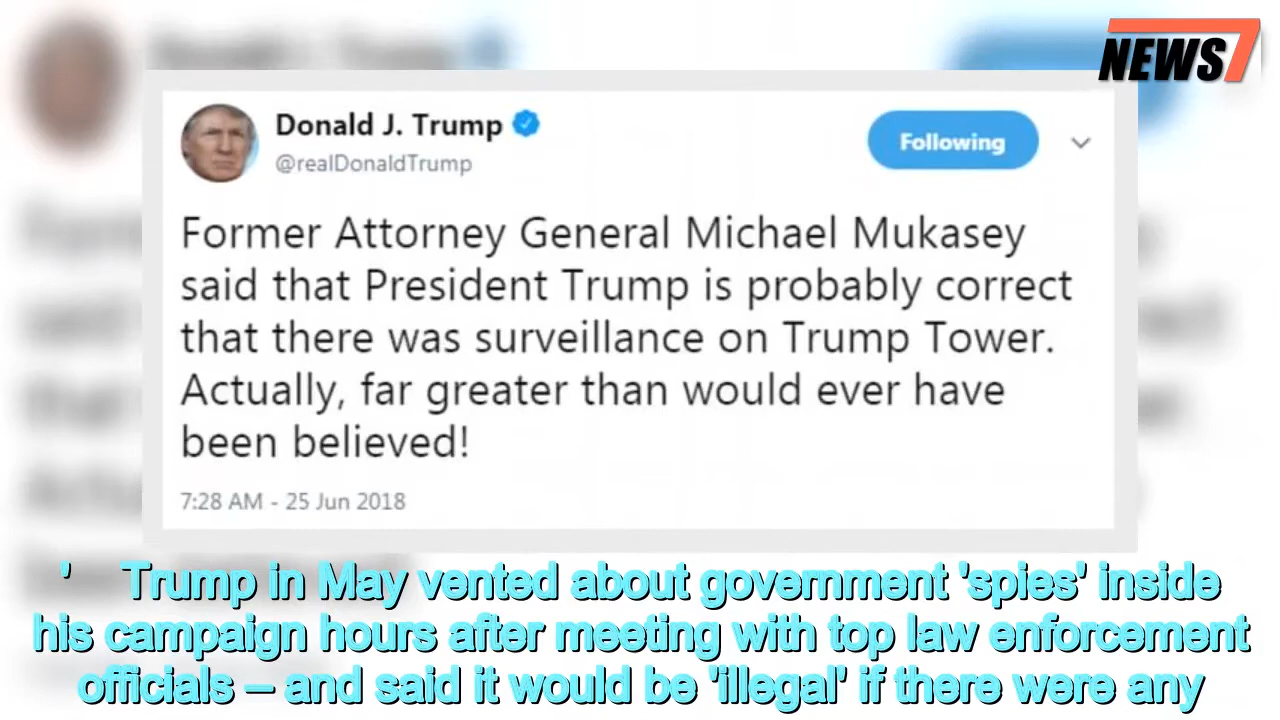 NEWS7
Donald J. Trump
@realDonaldTrump
Following
Former Attorney General Michael Mukasey
said that President Trump is probably correct
that there was surveillance on Trump Tower.
Actually, far greater than would ever have
been believed!
7:28 AM - 25 Jun 2018
' Trump in May vented about government 'spies' inside
his campaign hours after meeting with top law enforcement
officials – and said it would be 'illegal' if there were any